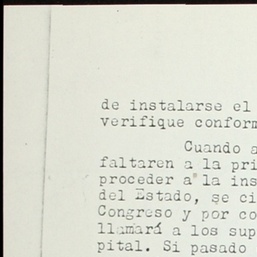 de instalarse el
verifique conform
Cuando a
faltaren a la pri
proceder a la ins
del Estado, se ci
Congreso y por co
llamará a los sup
pital. Si pasado